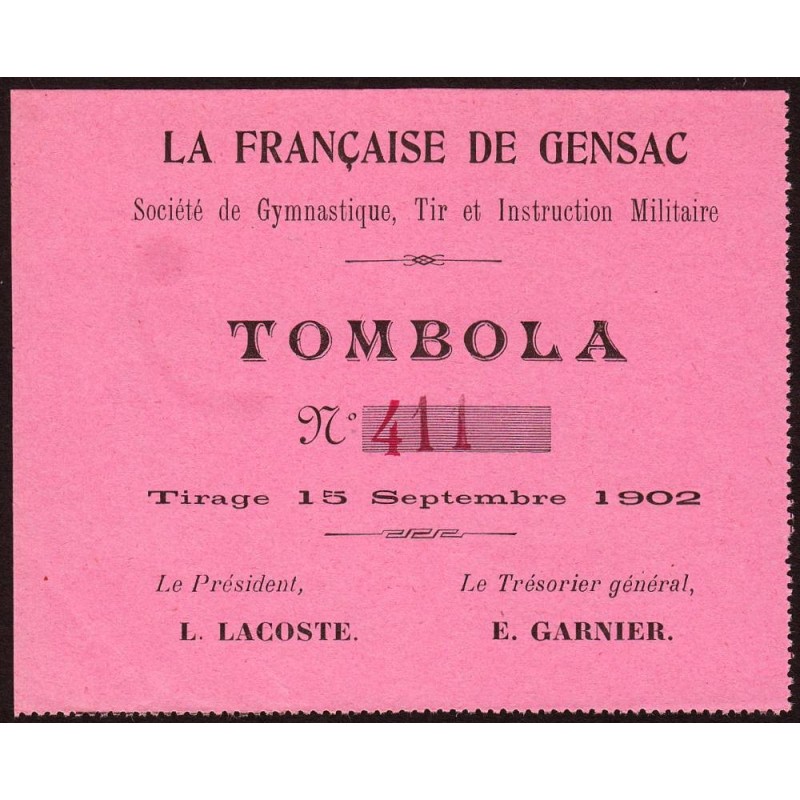 LA FRANÇAISE DE GENSAC
Société de Gymnastique, Tir et Instruction Militaire
TOMBOLA
N° 411
Tirage 15 Septembre 1902
Le Président,
L. LACOSTE.
Le Trésorier général,
E. GARNIER.